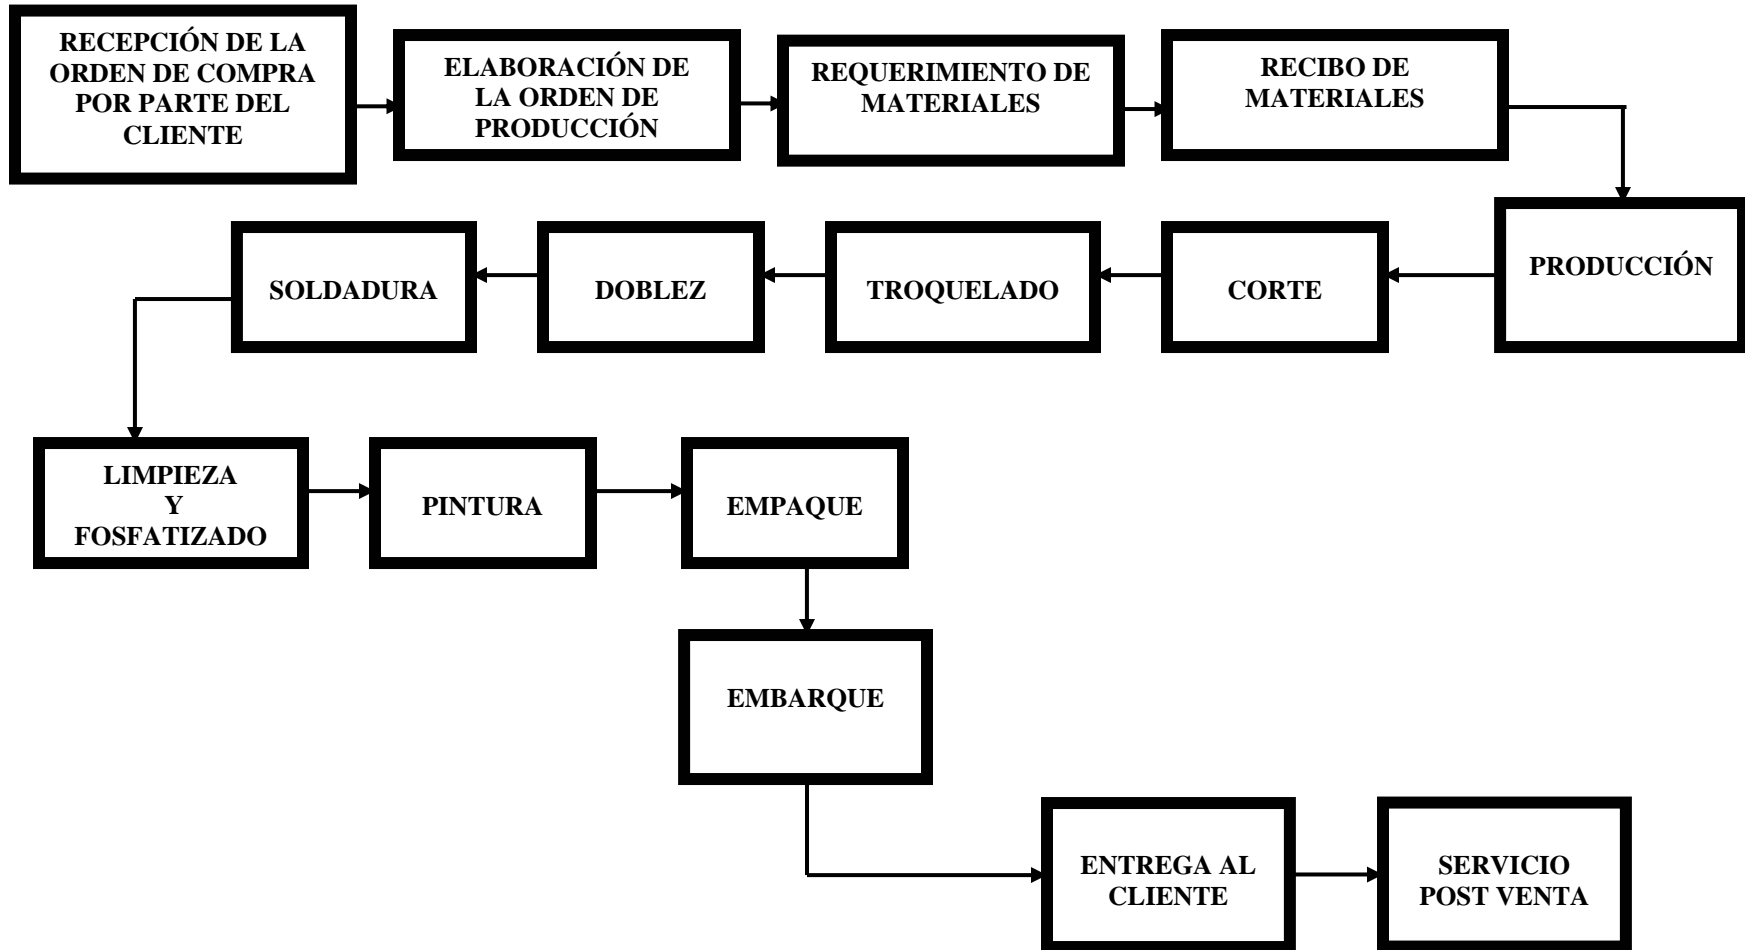 RECEPCIÓN DE LA
ORDEN DE COMPRA
POR PARTE DEL
CLIENTE
ELABORACIÓN DE
LA ORDEN DE
PRODUCCIÓN
REQUERIMIENTO DE
MATERIALES
RECIBO DE
MATERIALES
PRODUCCIÓN
CORTE
TROQUELADO
DOBLEZ
SOLDADURA
LIMPIEZA
Y
FOSFATIZADO
PINTURA
EMPAQUE
EMBARQUE
ENTREGA AL
CLIENTE
SERVICIO
POST VENTA